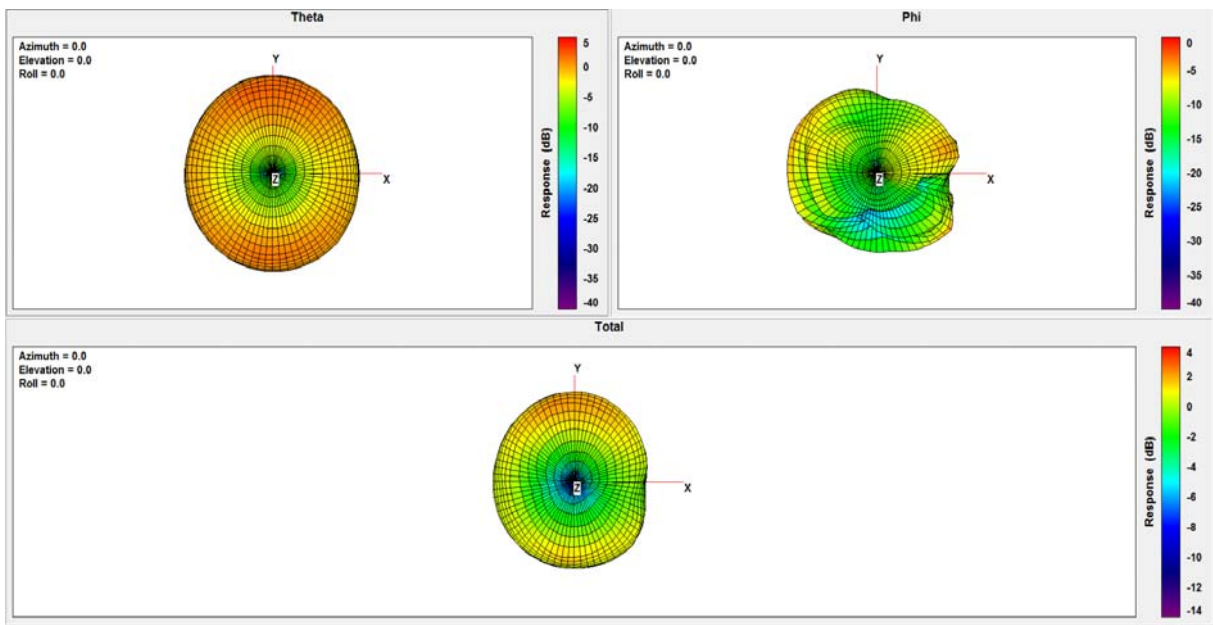 Theta
Azimuth = 0.0
Elevation = 0.0
Roll = 0.0
Y
X
Z
Response (dB)
5
0
-5
-10
-15
-20
-25
-30
-35
-40
Phi
Azimuth = 0.0
Elevation = 0.0
Roll = 0.0
Y
X
Z
Response (dB)
0
-5
-10
-15
-20
-25
-30
-35
-40
Total
Azimuth = 0.0
Elevation = 0.0
Roll = 0.0
Y
X
Z
Response (dB)
4
2
0
-2
-4
-6
-8
-10
-12
-14